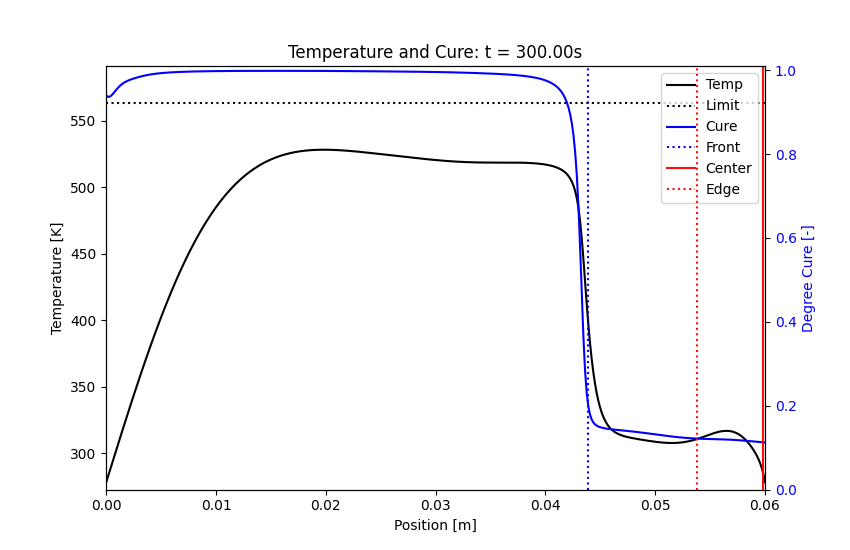 Temperature and Cure: t = 300.00s
Temperature [K]
550
500
450
400
350
300
Temp
Limit
Cure
Front
Center
Edge
1.0
0.8
0.6
0.4
0.2
0.0
Degree Cure [-]
0.00
0.01
0.02
0.03
0.04
0.05
0.06
Position [m]